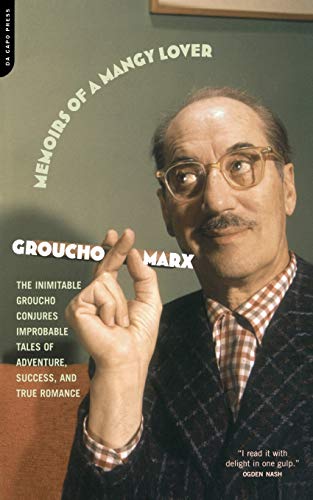 DA CAPO PRESS
MEMOIRS OF A MANGY LOVER
GROUCHO MARX
THE INIMITABLE
GROUCHO
CONJURES
IMPROBABLE
TALES OF
ADVENTURE,
SUCCESS, AND
TRUE ROMANCE
“I read it with
delight in one gulp.”
OGDEN NASH